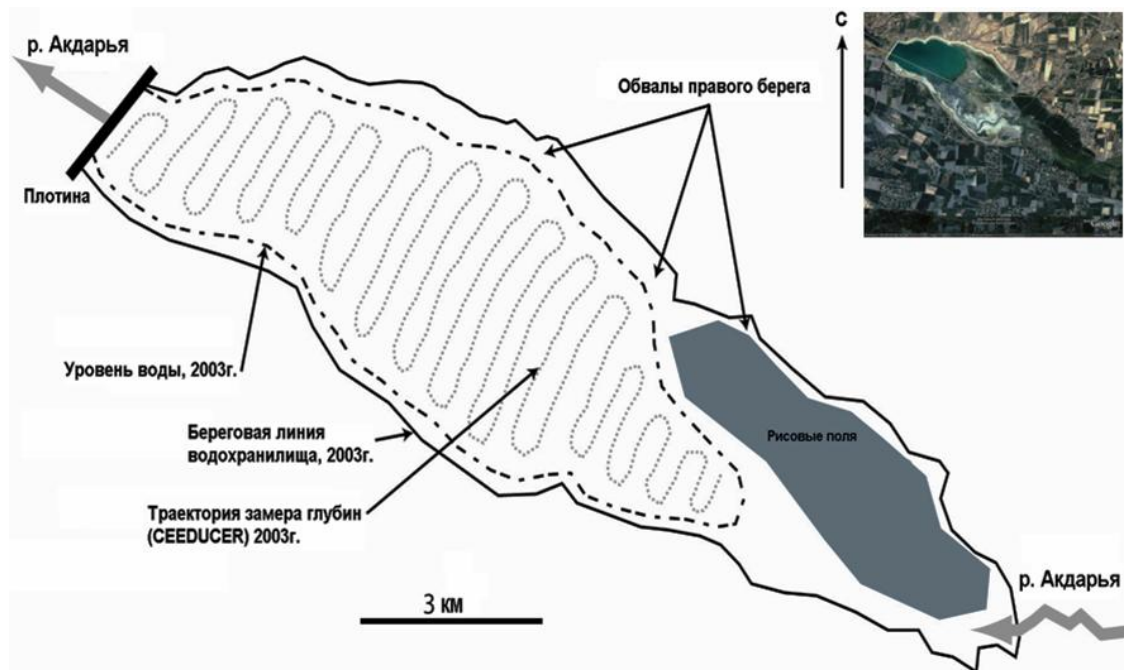 р. Акдарья
С
Обвалы правого берега
Плотина
Уровень воды, 2003г.
Береговая линия
водохранилища, 2003г.
Рисовые поля
Траектория замера глубин
(CEEDUCER) 2003г.
3 км
р. Акдарья